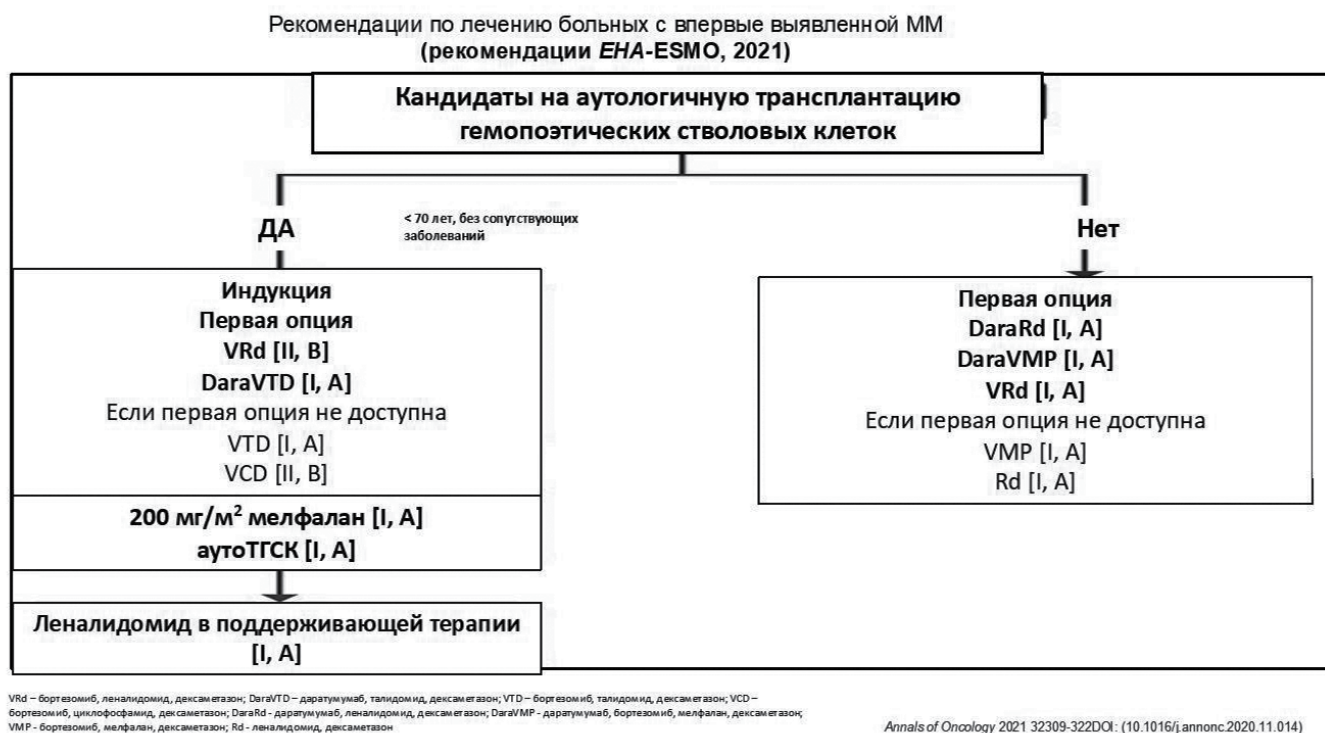 Рекомендации по лечению больных с впервые выявленной ММ
(рекомендации EHA-ESMO, 2021)
Кандидаты на аутологичную трансплантацию
гемопоэтических стволовых клеток
ДА
< 70 лет, без сопутствующих
заболеваний
Нет
Индукция
Первая опция
VRd [II, B]
DaraVTD [I, A]
Если первая опция не доступна
VTD [I, A]
VCD [II, B]
200 мг/м² мелфалан [I, A]
аутоТГСК [I, A]
Леналидомид в поддерживающей терапии
[I, A]
Первая опция
DaraRd [I, A]
DaraVMP [I, A]
VRd [I, A]
Если первая опция не доступна
VMP [I, A]
Rd [I, A]
VRd – бортезомиб, леналидомид, дексаметазон; DaraVTD – даратумумаб, талидомид, дексаметазон; VTD – бортезомиб, талидомид, дексаметазон; VCD –
бортезомиб, циклофосфамид, дексаметазон; DaraRd - даратумумаб, леналидомид, дексаметазон; DaraVMP - даратумумаб, бортезомиб, мелфалан, дексаметазон;
VMP - бортезомиб, мелфалан, дексаметазон; Rd - леналидомид, дексаметазон
Annals of Oncology 2021 32309-322DOI: (10.1016/j.annonc.2020.11.014)